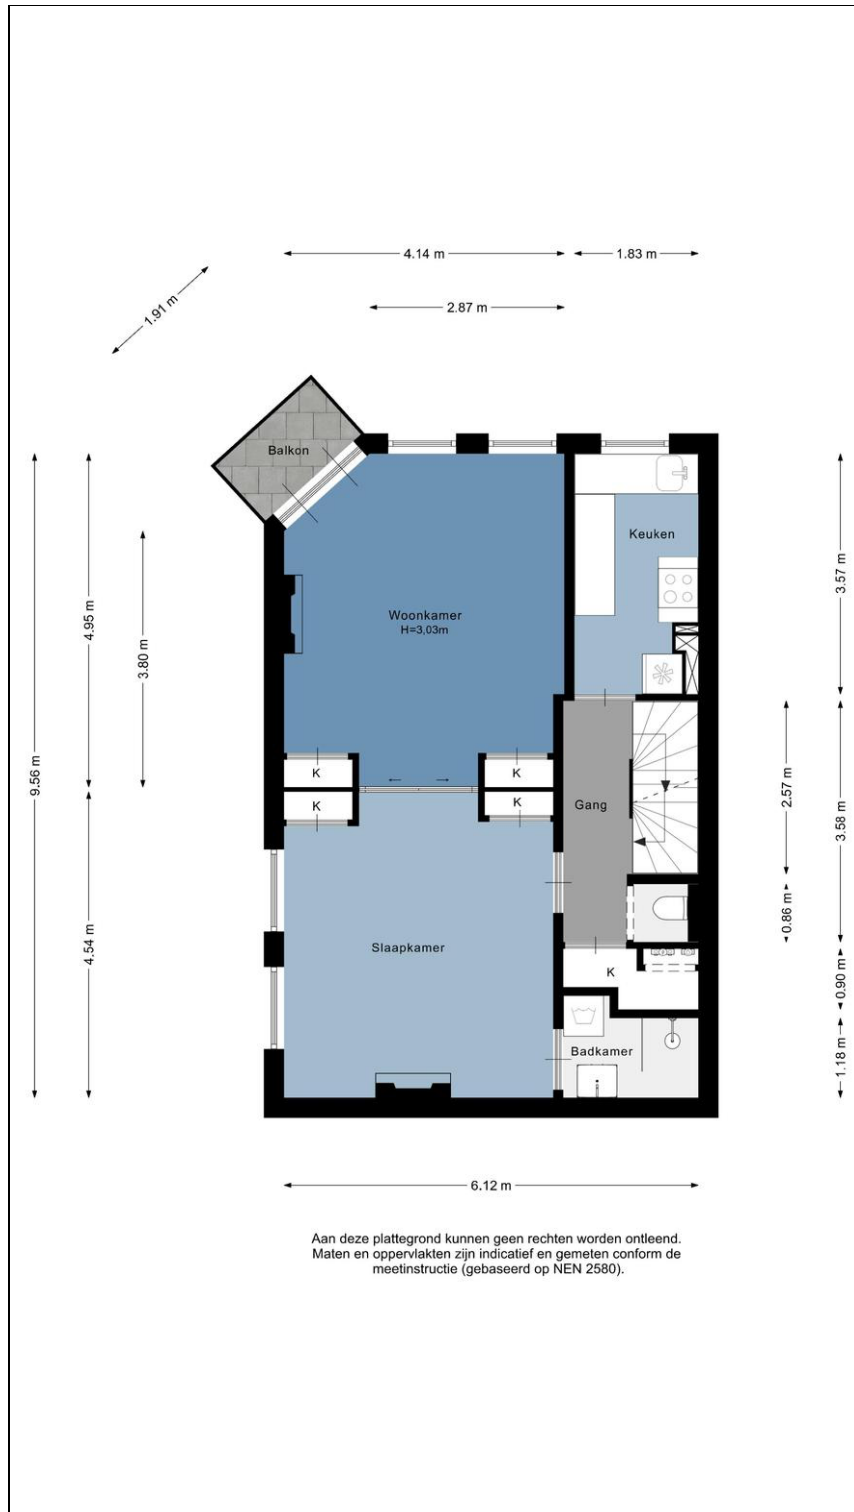 4.14 m
1.83 m
1.91 m
2.87 m
Balkon
Keuken
3.57 m
4.95 m
3.80 m
Woonkamer
H=3,03m
9.56 m
K
K
K
K
Gang
2.57 m
3.58 m
0.86 m
4.54 m
Slaapkamer
K
0.90 m
Badkamer
1.18 m
6.12 m
Aan deze plattegrond kunnen geen rechten worden ontleend.
Maten en oppervlakten zijn indicatief en gemeten conform de
meetinstructie (gebaseerd op NEN 2580).